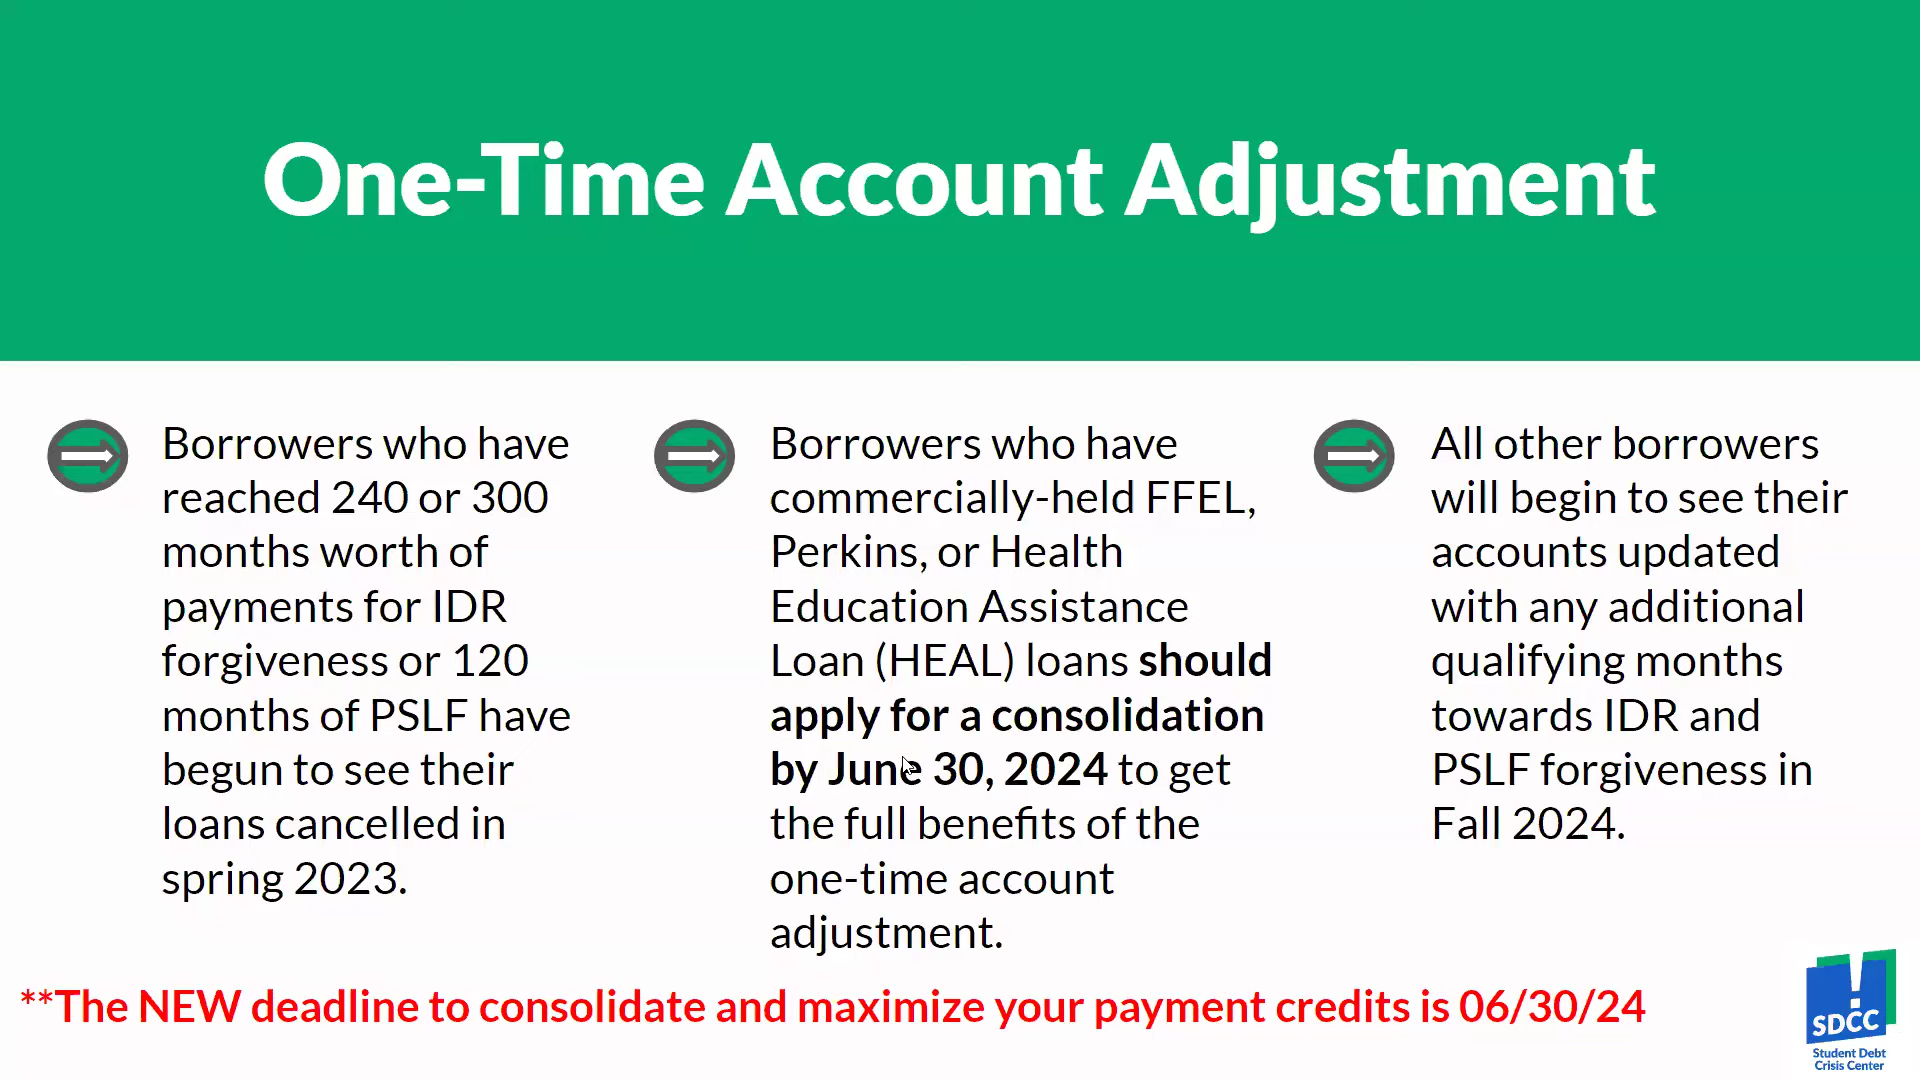 One-Time Account Adjustment
Borrowers who have
reached 240 or 300
months worth of
payments for IDR
forgiveness or 120
months of PSLF have
begun to see their
loans cancelled in
spring 2023.
Borrowers who have
commercially-held FFEL,
Perkins, or Health
Education Assistance
Loan (HEAL) loans should
apply for a consolidation
by June 30, 2024 to get
the full benefits of the
one-time account
adjustment.
All other borrowers
will begin to see their
accounts updated
with any additional
qualifying months
towards IDR and
PSLF forgiveness in
Fall 2024.
**The NEW deadline to consolidate and maximize your payment credits is 06/30/24
!
SDCC
Student Debt
Crisis Center